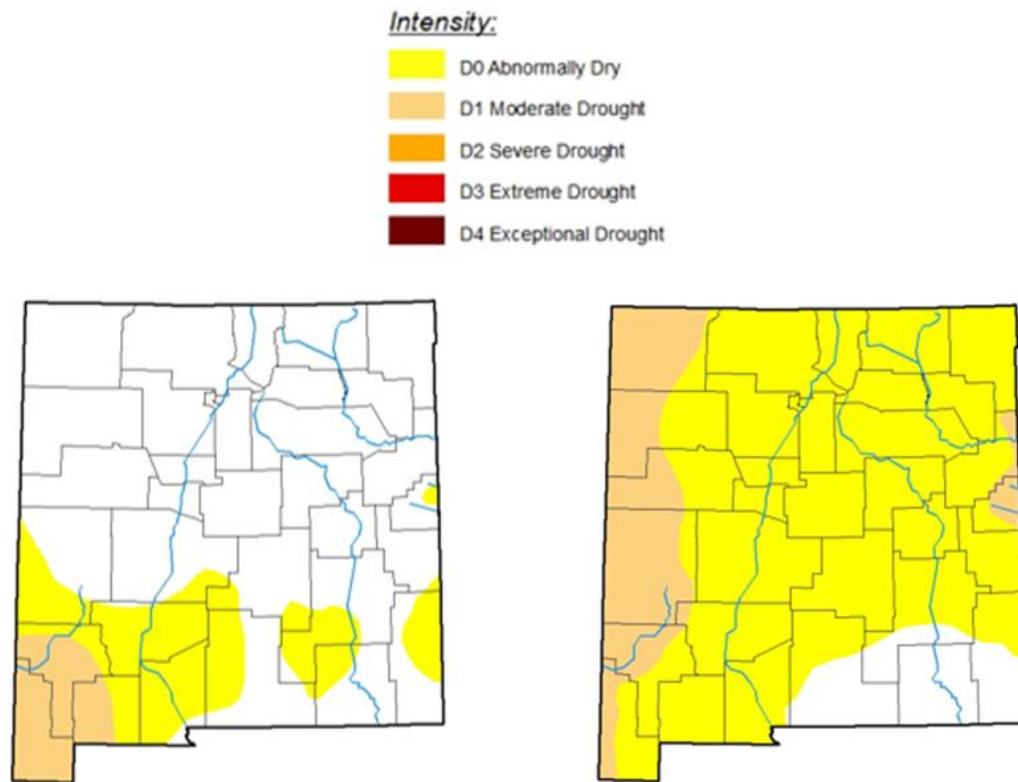 Intensity:
D0 Abnormally Dry
D1 Moderate Drought
D2 Severe Drought
D3 Extreme Drought
D4 Exceptional Drought